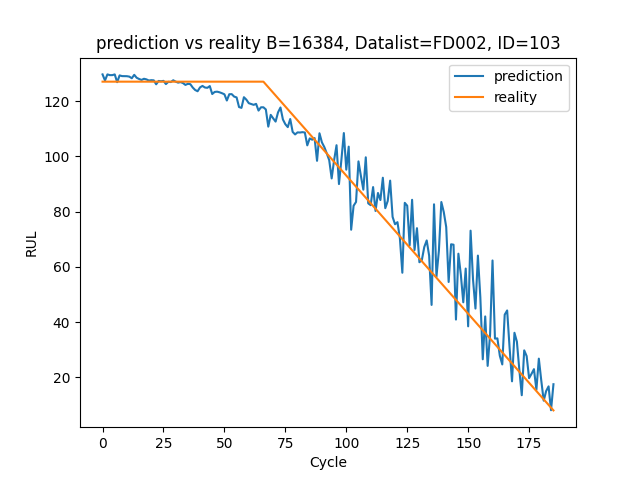 prediction vs reality B=16384, Datalist=FD002, ID=103
prediction
reality
RUL
120
100
80
60
40
20
0 25 50 75 100 125 150 175
Cycle